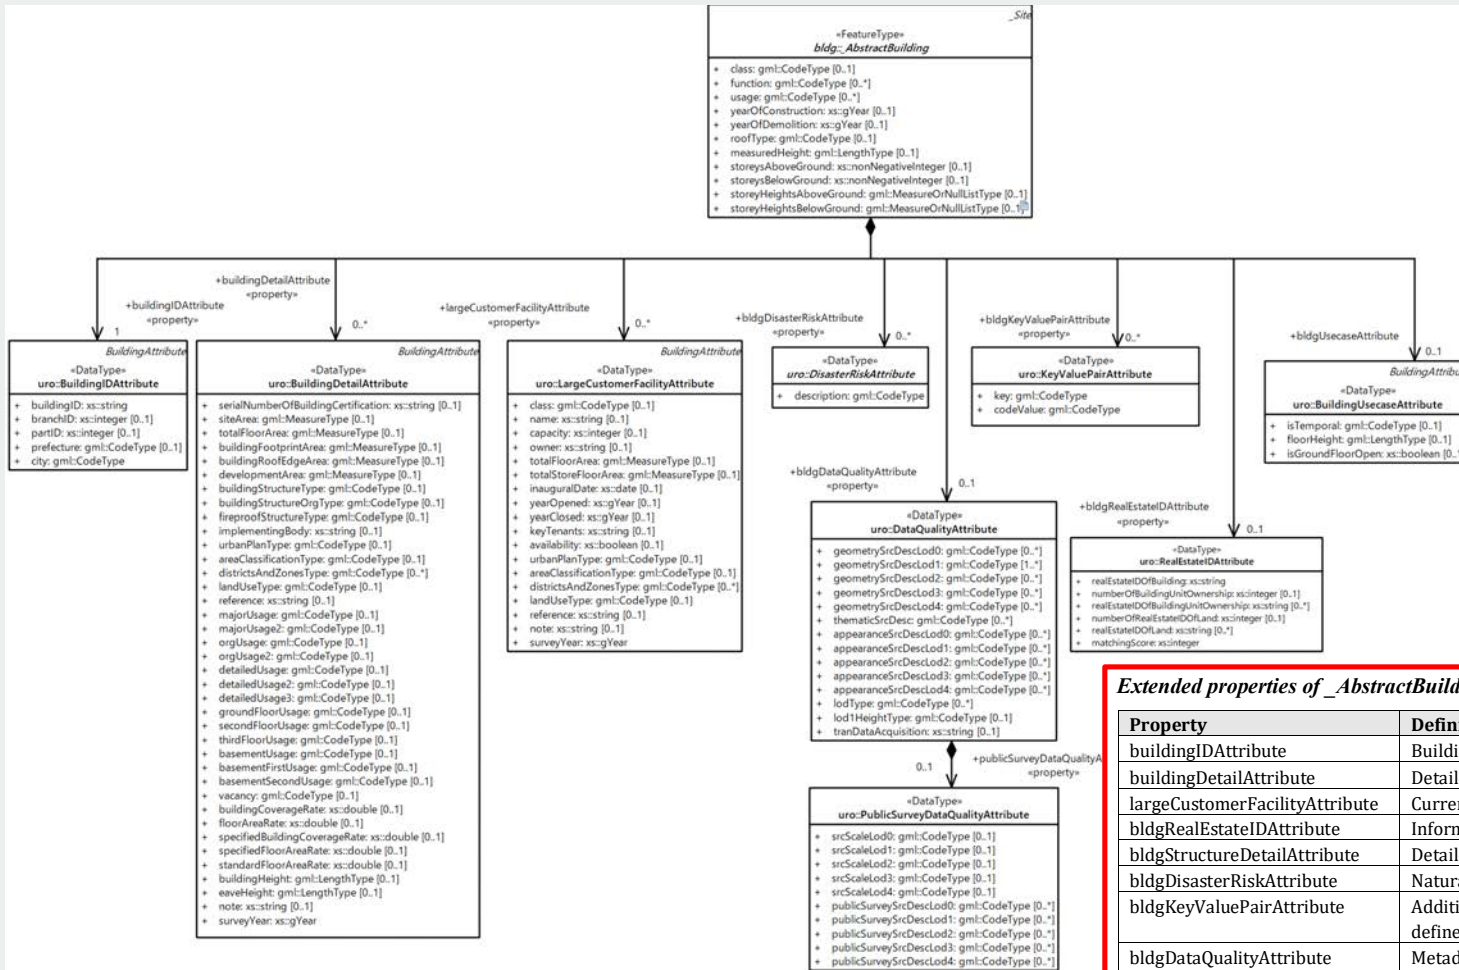 _Site
«FeatureType»
bldg::_AbstractBuilding
+ class: gml::CodeType [0..1]
+ function: gml::CodeType [0..*]
+ usage: gml::CodeType [0..*]
+ yearOfConstruction: xs::gYear [0..1]
+ yearOfDemolition: xs::gYear [0..1]
+ roofType: gml::CodeType [0..1]
+ measuredHeight: gml::LengthType [0..1]
+ storeysAboveGround: xs::nonNegativeInteger [0..1]
+ storeysBelowGround: xs::nonNegativeInteger [0..1]
+ storeyHeightsAboveGround: gml::MeasureOrNullListType [0..1]
+ storeyHeightsBelowGround: gml::MeasureOrNullListType [0..1]
+buildingIDAttribute
«property»
1
BuildingAttribute
«DataType»
uro::BuildingIDAttribute
+ buildingID: xs::string
+ branchID: xs::integer [0..1]
+ partID: xs::integer [0..1]
+ prefecture: gml::CodeType [0..1]
+ city: gml::CodeType
+buildingDetailAttribute
«property»
0..*
BuildingAttribute
«DataType»
uro::BuildingDetailAttribute
+ serialNumberOfBuildingCertification: xs::string [0..1]
+ siteArea: gml::MeasureType [0..1]
+ totalFloorArea: gml::MeasureType [0..1]
+ buildingFootprintArea: gml::MeasureType [0..1]
+ buildingRoofEdgeArea: gml::MeasureType [0..1]
+ developmentArea: gml::MeasureType [0..1]
+ buildingStructureType: gml::CodeType [0..1]
+ buildingStructureOrgType: gml::CodeType [0..1]
+ fireproofStructureType: gml::CodeType [0..1]
+ implementingBody: xs::string [0..1]
+ urbanPlanType: gml::CodeType [0..1]
+ areaClassificationType: gml::CodeType [0..1]
+ districtsAndZonesType: gml::CodeType [0..*]
+ landUseType: gml::CodeType [0..1]
+ reference: xs::string [0..1]
+ majorUsage: gml::CodeType [0..1]
+ majorUsage2: gml::CodeType [0..1]
+ orgUsage: gml::CodeType [0..1]
+ orgUsage2: gml::CodeType [0..1]
+ detailedUsage: gml::CodeType [0..1]
+ detailedUsage2: gml::CodeType [0..1]
+ detailedUsage3: gml::CodeType [0..1]
+ groundFloorUsage: gml::CodeType [0..1]
+ secondFloorUsage: gml::CodeType [0..1]
+ thirdFloorUsage: gml::CodeType [0..1]
+ basementUsage: gml::CodeType [0..1]
+ basementFirstUsage: gml::CodeType [0..1]
+ basementSecondUsage: gml::CodeType [0..1]
+ vacancy: gml::CodeType [0..1]
+ buildingCoverageRate: xs::double [0..1]
+ floorAreaRate: xs::double [0..1]
+ specifiedBuildingCoverageRate: xs::double [0..1]
+ specifiedFloorAreaRate: xs::double [0..1]
+ standardFloorAreaRate: xs::double [0..1]
+ buildingHeight: gml::LengthType [0..1]
+ eaveHeight: gml::LengthType [0..1]
+ note: xs::string [0..1]
+ surveyYear: xs::gYear
+largeCustomerFacilityAttribute
«property»
0..*
BuildingAttribute
«DataType»
uro::LargeCustomerFacilityAttribute
+ class: gml::CodeType [0..1]
+ name: xs::string [0..1]
+ capacity: xs::integer [0..1]
+ owner: xs::string [0..1]
+ totalFloorArea: gml::MeasureType [0..1]
+ totalStoreFloorArea: gml::MeasureType [0..1]
+ inauguralDate: xs::date [0..1]
+ yearOpened: xs::gYear [0..1]
+ yearClosed: xs::gYear [0..1]
+ keyTenants: xs::string [0..1]
+ availability: xs::boolean [0..1]
+ urbanPlanType: gml::CodeType [0..1]
+ areaClassificationType: gml::CodeType [0..1]
+ districtsAndZonesType: gml::CodeType [0..*]
+ landUseType: gml::CodeType [0..1]
+ reference: xs::string [0..1]
+ note: xs::string [0..1]
+ surveyYear: xs::gYear
+bldgDisasterRiskAttribute
«property»
0..*
«DataType»
uro::DisasterRiskAttribute
+ description: gml::CodeType
+bldgKeyValuePairAttribute
«property»
0..*
«DataType»
uro::KeyValuePairAttribute
+ key: gml::CodeType
+ codeValue: gml::CodeType
+bldgUsecaseAttribute
0..1
BuildingAttribu
«DataType»
uro::BuildingUsecaseAttribute
+ isTemporal: gml::CodeType [0..1]
+ floorHeight: gml::LengthType [0..1]
+ isGroundFloorOpen: xs::boolean [0..1
+bldgDataQualityAttribute
«property»
0..1
«DataType»
uro::DataQualityAttribute
+ geometrySrcDescLod0: gml::CodeType [0..*]
+ geometrySrcDescLod1: gml::CodeType [1..*]
+ geometrySrcDescLod2: gml::CodeType [0..*]
+ geometrySrcDescLod3: gml::CodeType [0..*]
+ geometrySrcDescLod4: gml::CodeType [0..*]
+ thematicSrcDesc: gml::CodeType [0..*]
+ appearanceSrcDescLod0: gml::CodeType [0..*]
+ appearanceSrcDescLod1: gml::CodeType [0..*]
+ appearanceSrcDescLod2: gml::CodeType [0..*]
+ appearanceSrcDescLod3: gml::CodeType [0..*]
+ appearanceSrcDescLod4: gml::CodeType [0..*]
+ lodType: gml::CodeType [0..*]
+ lod1HeightType: gml::CodeType [0..1]
+ tranDataAcquisition: xs::string [0..1]
+bldgRealEstateIDAttribute
«property»
0..1
«DataType»
uro::RealEstateIDAttribute
+ realEstateIDOfBuilding: xs::string
+ numberOfBuildingUnitOwnership: xs::integer [0..1]
+ realEstateIDOfBuildingUnitOwnership: xs::string [0..*]
+ numberOfRealEstateIDOfLand: xs::integer [0..1]
+ realEstateIDOfLand: xs::string [0..*]
+ matchingScore: xs::integer
+publicSurveyDataQualityA
«property»
0..1
«DataType»
uro::PublicSurveyDataQualityAttribute
+ srcScaleLod0: gml::CodeType [0..1]
+ srcScaleLod1: gml::CodeType [0..1]
+ srcScaleLod2: gml::CodeType [0..1]
+ srcScaleLod3: gml::CodeType [0..1]
+ srcScaleLod4: gml::CodeType [0..1]
+ publicSurveySrcDescLod0: gml::CodeType [0..*]
+ publicSurveySrcDescLod1: gml::CodeType [0..*]
+ publicSurveySrcDescLod2: gml::CodeType [0..*]
+ publicSurveySrcDescLod3: gml::CodeType [0..*]
+ publicSurveySrcDescLod4: gml::CodeType [0..*]
Extended properties of _AbstractBuild
Property Defin
buildingIDAttribute Buildi
buildingDetailAttribute Detail
largeCustomerFacilityAttribute Curre
bldgRealEstateIDAttribute Inforn
bldgStructureDetailAttribute Detail
bldgDisasterRiskAttribute Natura
bldgKeyValuePairAttribute Additi
define
bldgDataQualityAttribute Metad